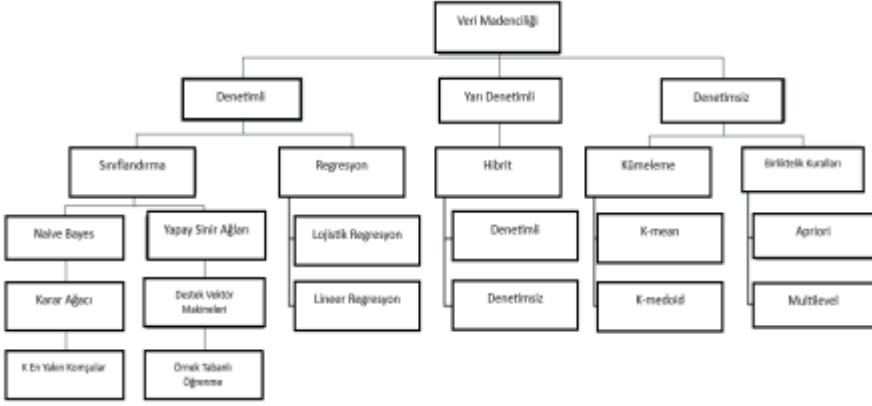 Veri Madenciliği
Denetimli
Yarı Denetimli
Denetimsiz
Sınıflandırma
Regresyon
Hibrit
Kümeleme
Birliktelik Kuralları
Naive Bayes
Yapay Sinir Ağları
Lojistik Regresyon
Denetimli
K-mean
Apriori
Karar Ağacı
Destek Vektör
Makineleri
Lineer Regresyon
Denetimsiz
K-medoid
Multilevel
K En Yakın Komşular
Örnek Tabanlı
Öğrenme